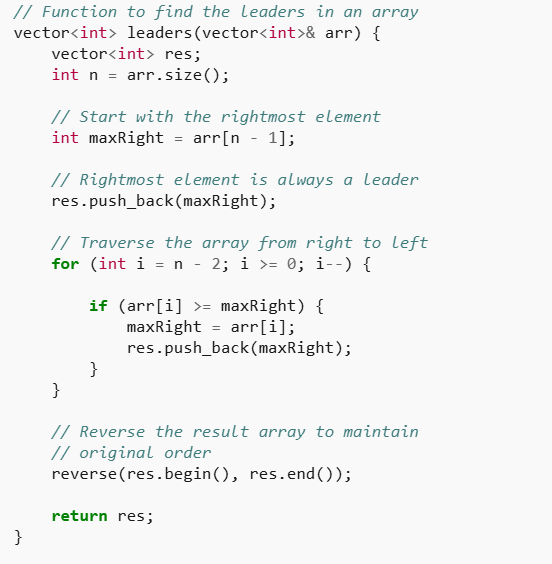 // Function to find the leaders in an array
vector<int> leaders(vector<int>& arr) {
    vector<int> res;
    int n = arr.size();

    // Start with the rightmost element
    int maxRight = arr[n - 1];

    // Rightmost element is always a leader
    res.push_back(maxRight);

    // Traverse the array from right to left
    for (int i = n - 2; i >= 0; i--) {

        if (arr[i] >= maxRight) {
            maxRight = arr[i];
            res.push_back(maxRight);
        }
    }

    // Reverse the result array to maintain
    // original order
    reverse(res.begin(), res.end());

    return res;
}